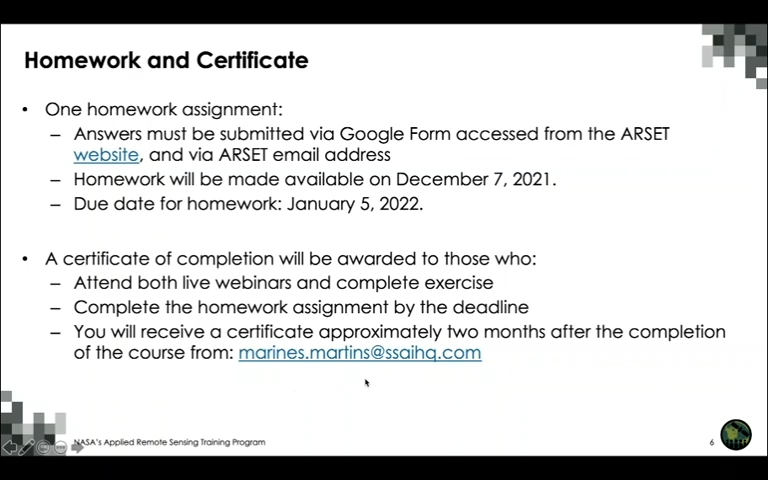 Homework and Certificate
• One homework assignment:
– Answers must be submitted via Google Form accessed from the ARSET
website, and via ARSET email address
– Homework will be made available on December 7, 2021.
– Due date for homework: January 5, 2022.
• A certificate of completion will be awarded to those who:
– Attend both live webinars and complete exercise
– Complete the homework assignment by the deadline
– You will receive a certificate approximately two months after the completion
of the course from: marines.martins@ssaihq.com
NASA's Applied Remote Sensing Training Program
6